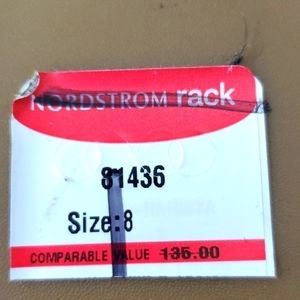 NORDSTROM rack
81436
Size:8
COMPARABLE VALUE 135.00